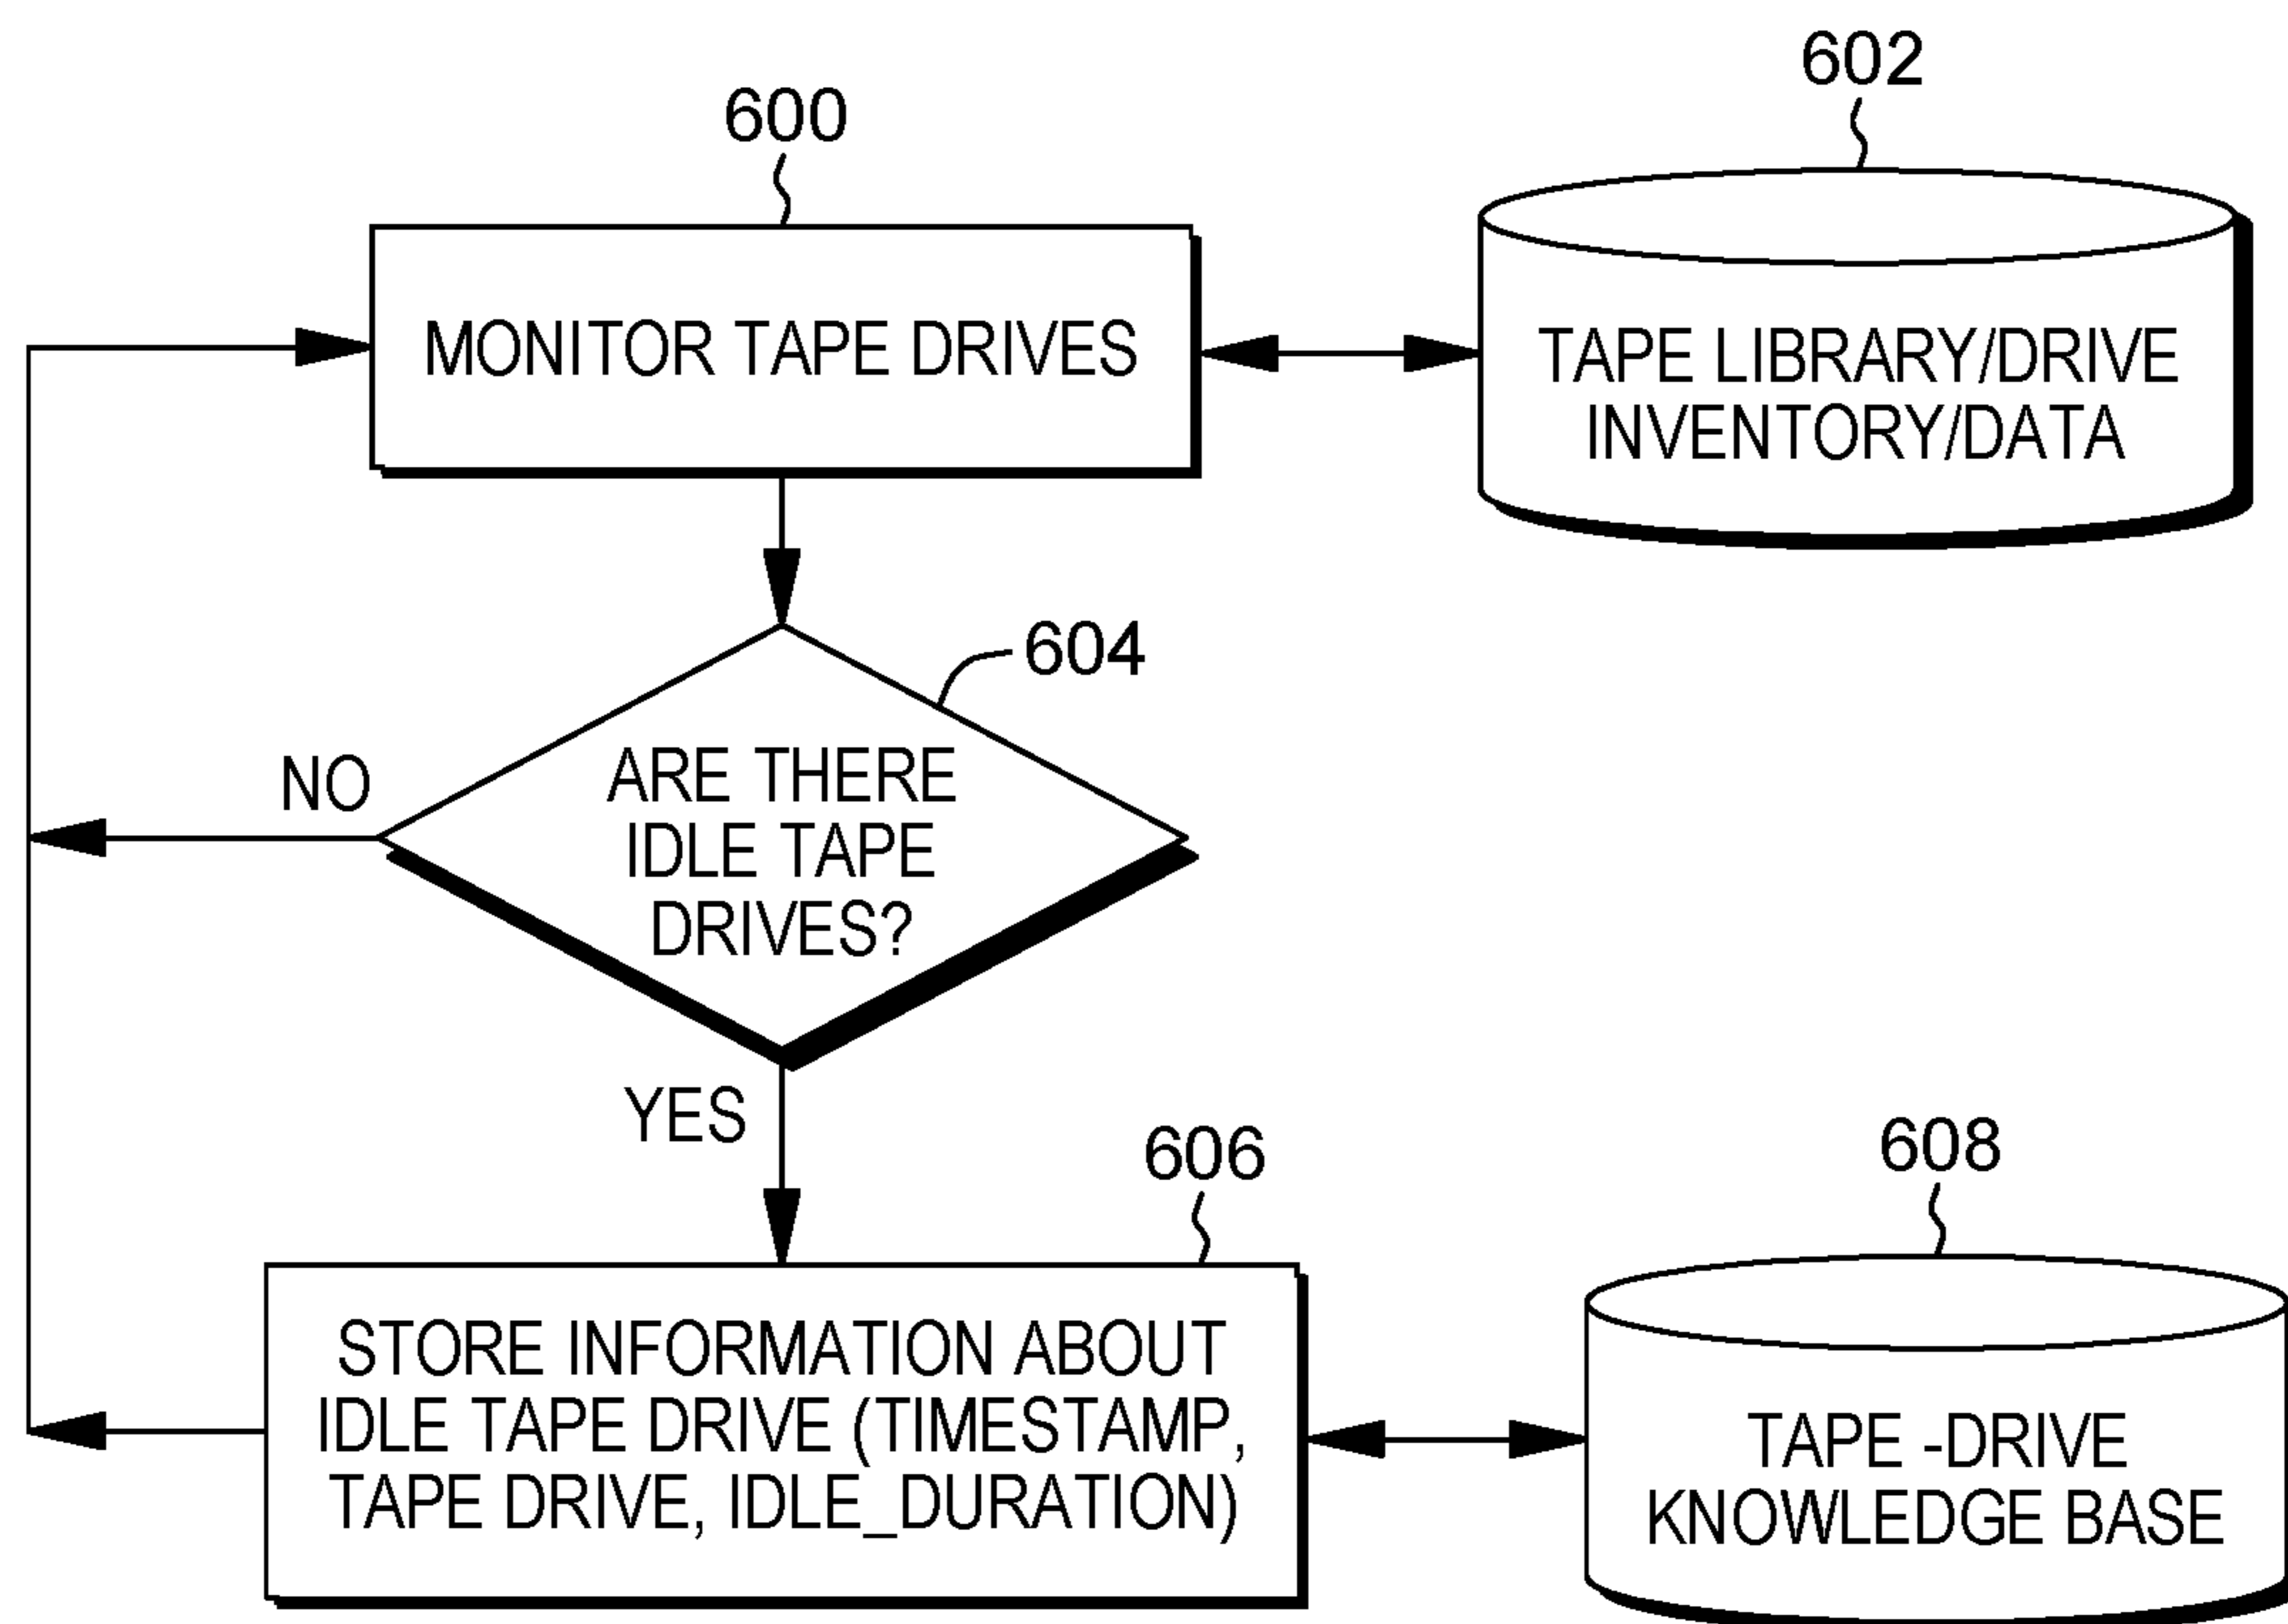 600
602
MONITOR TAPE DRIVES
TAPE LIBRARY/DRIVE
INVENTORY/DATA
604
ARE THERE
IDLE TAPE
DRIVES?
NO
YES
606
608
STORE INFORMATION ABOUT
IDLE TAPE DRIVE (TIMESTAMP,
TAPE DRIVE, IDLE_DURATION)
TAPE -DRIVE
KNOWLEDGE BASE